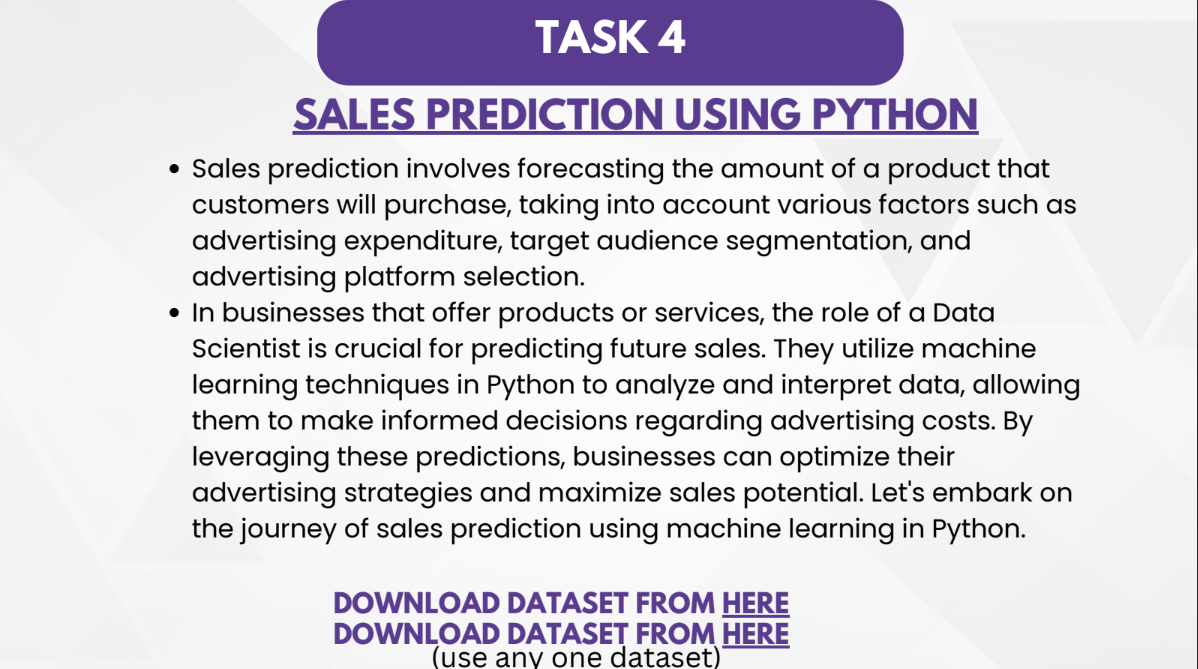 TASK 4
SALES PREDICTION USING PYTHON
• Sales prediction involves forecasting the amount of a product that
customers will purchase, taking into account various factors such as
advertising expenditure, target audience segmentation, and
advertising platform selection.
• In businesses that offer products or services, the role of a Data
Scientist is crucial for predicting future sales. They utilize machine
learning techniques in Python to analyze and interpret data, allowing
them to make informed decisions regarding advertising costs. By
leveraging these predictions, businesses can optimize their
advertising strategies and maximize sales potential. Let's embark on
the journey of sales prediction using machine learning in Python.
DOWNLOAD DATASET FROM HERE
DOWNLOAD DATASET FROM HERE
(use any one dataset)